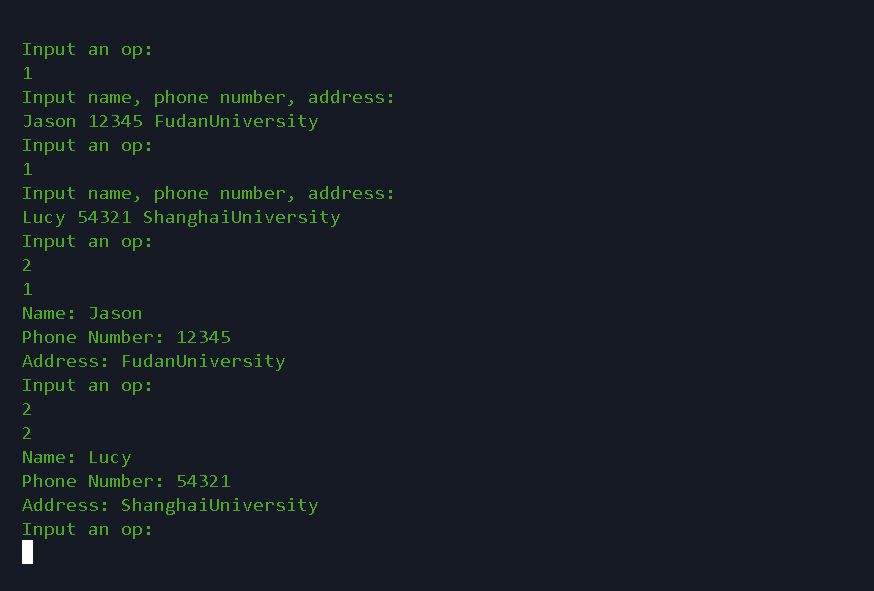 Input an op:
1
Input name, phone number, address:
Jason 12345 FudanUniversity
Input an op:
1
Input name, phone number, address:
Lucy 54321 ShanghaiUniversity
Input an op:
2
1
Name: Jason
Phone Number: 12345
Address: FudanUniversity
Input an op:
2
2
Name: Lucy
Phone Number: 54321
Address: ShanghaiUniversity
Input an op: